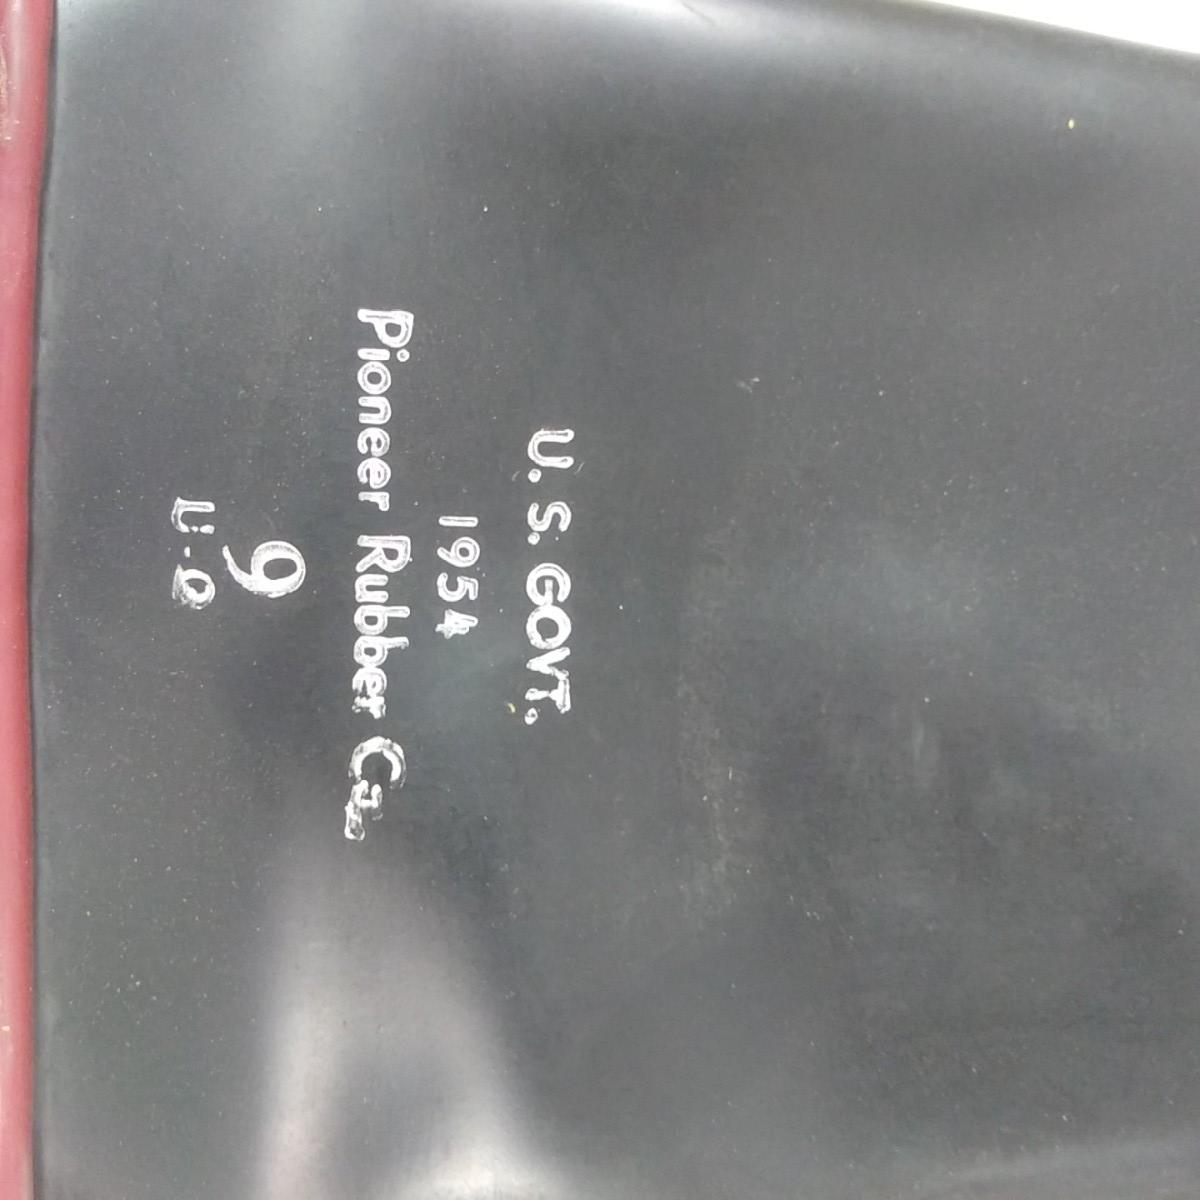 U. S. GOVT.
1954
Pioneer Rubber Co.
9